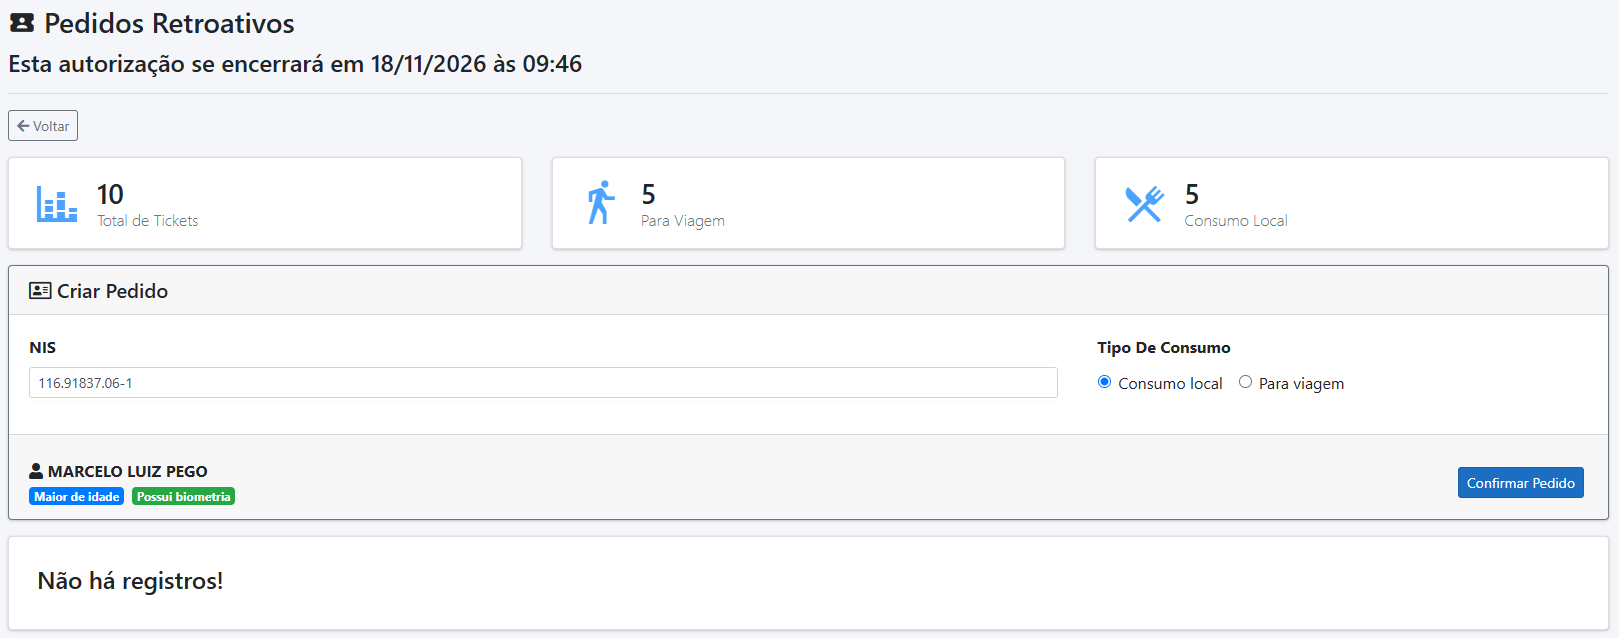 Pedidos Retroativos
Esta autorização se encerrará em 18/11/2026 às 09:46
Voltar
10
Total de Tickets
5
Para Viagem
5
Consumo Local
Criar Pedido
NIS
116.91837.06-1
Tipo De Consumo
Consumo local
Para viagem
MARCELO LUIZ PEGO
Maior de idade
Possui biometria
Confirmar Pedido
Não há registros!